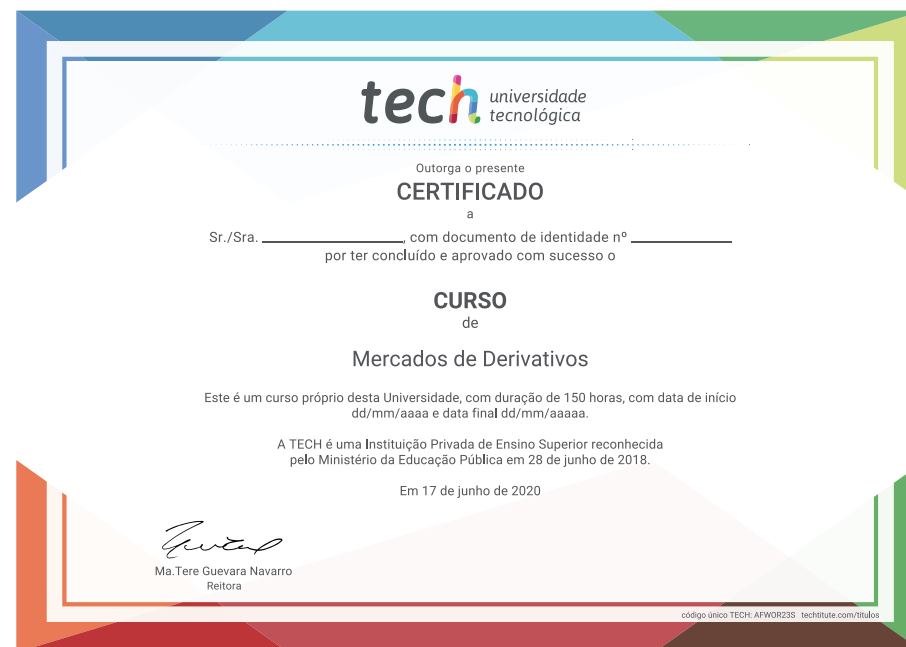 tech universidade
tecnológica
Outorga o presente
CERTIFICADO
a
Sr./Sra. ____________________, com documento de identidade nº ______________
por ter concluído e aprovado com sucesso o
CURSO
de
Mercados de Derivativos
Este é um curso próprio desta Universidade, com duração de 150 horas, com data de início
dd/mm/aaaa e data final dd/mm/aaaaa.
A TECH é uma Instituição Privada de Ensino Superior reconhecida
pelo Ministério da Educação Pública em 28 de junho de 2018.
Em 17 de junho de 2020
Ma.Tere Guevara Navarro
Reitora
código único TECH: AFWOR23S techtitute.com/titulos